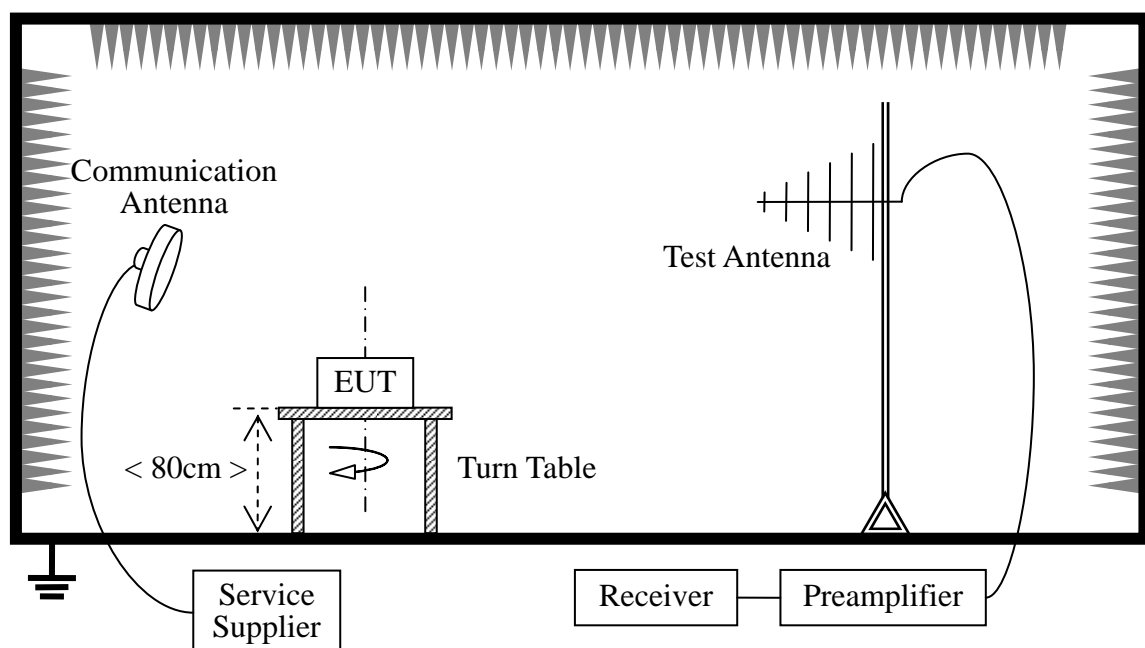 Communication
Antenna
Test Antenna
EUT
< 80cm >
Turn Table
Service
Supplier
Receiver
Preamplifier